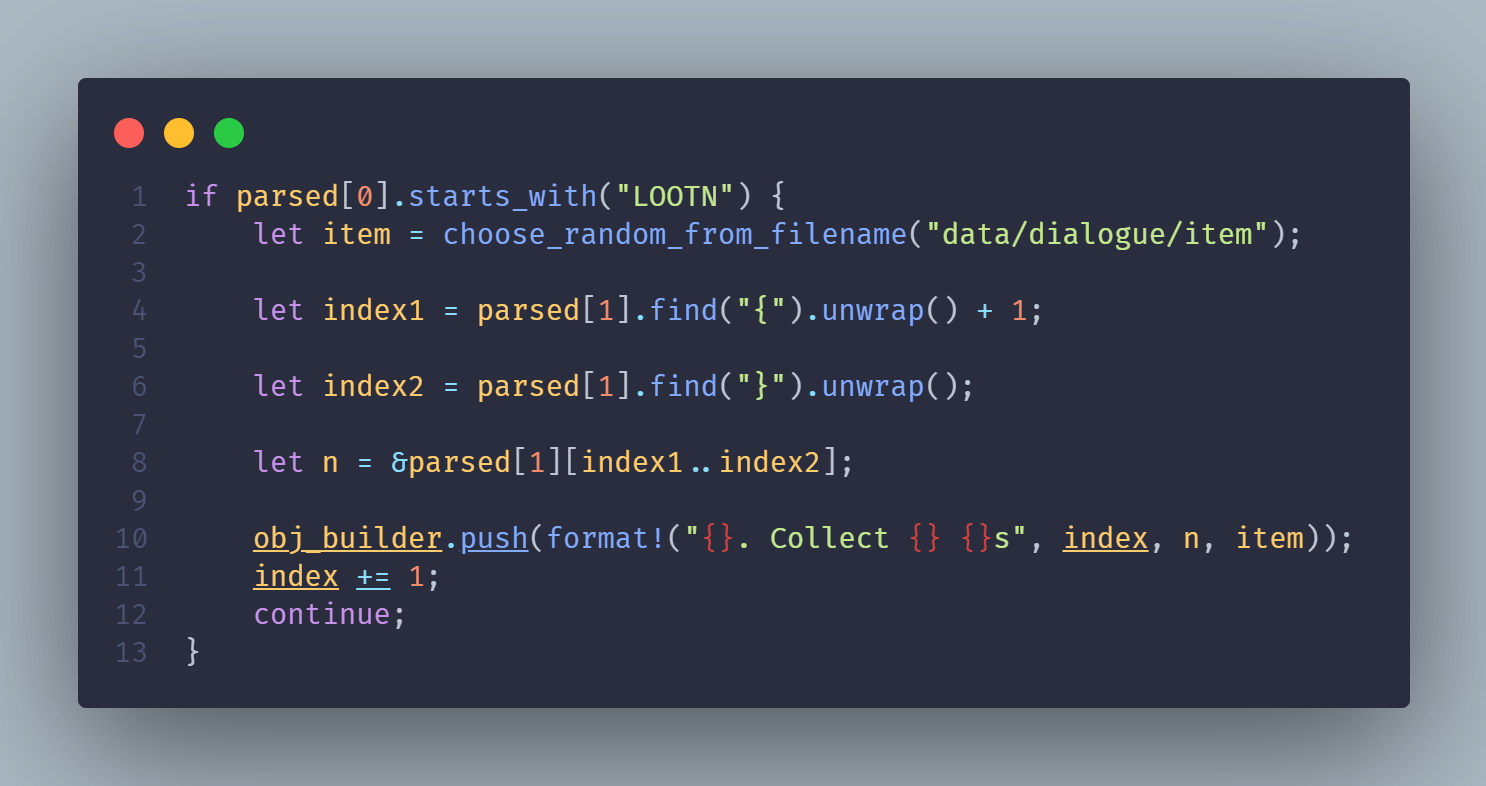 1 if parsed[0].starts_with("LOOTN") {
2     let item = choose_random_from_filename("data/dialogue/item");
3
4     let index1 = parsed[1].find("{").unwrap() + 1;
5
6     let index2 = parsed[1].find("}").unwrap();
7
8     let n = &parsed[1][index1..index2];
9
10     obj_builder.push(format!("{}. Collect {} {}s", index, n, item));
11     index += 1;
12     continue;
13 }